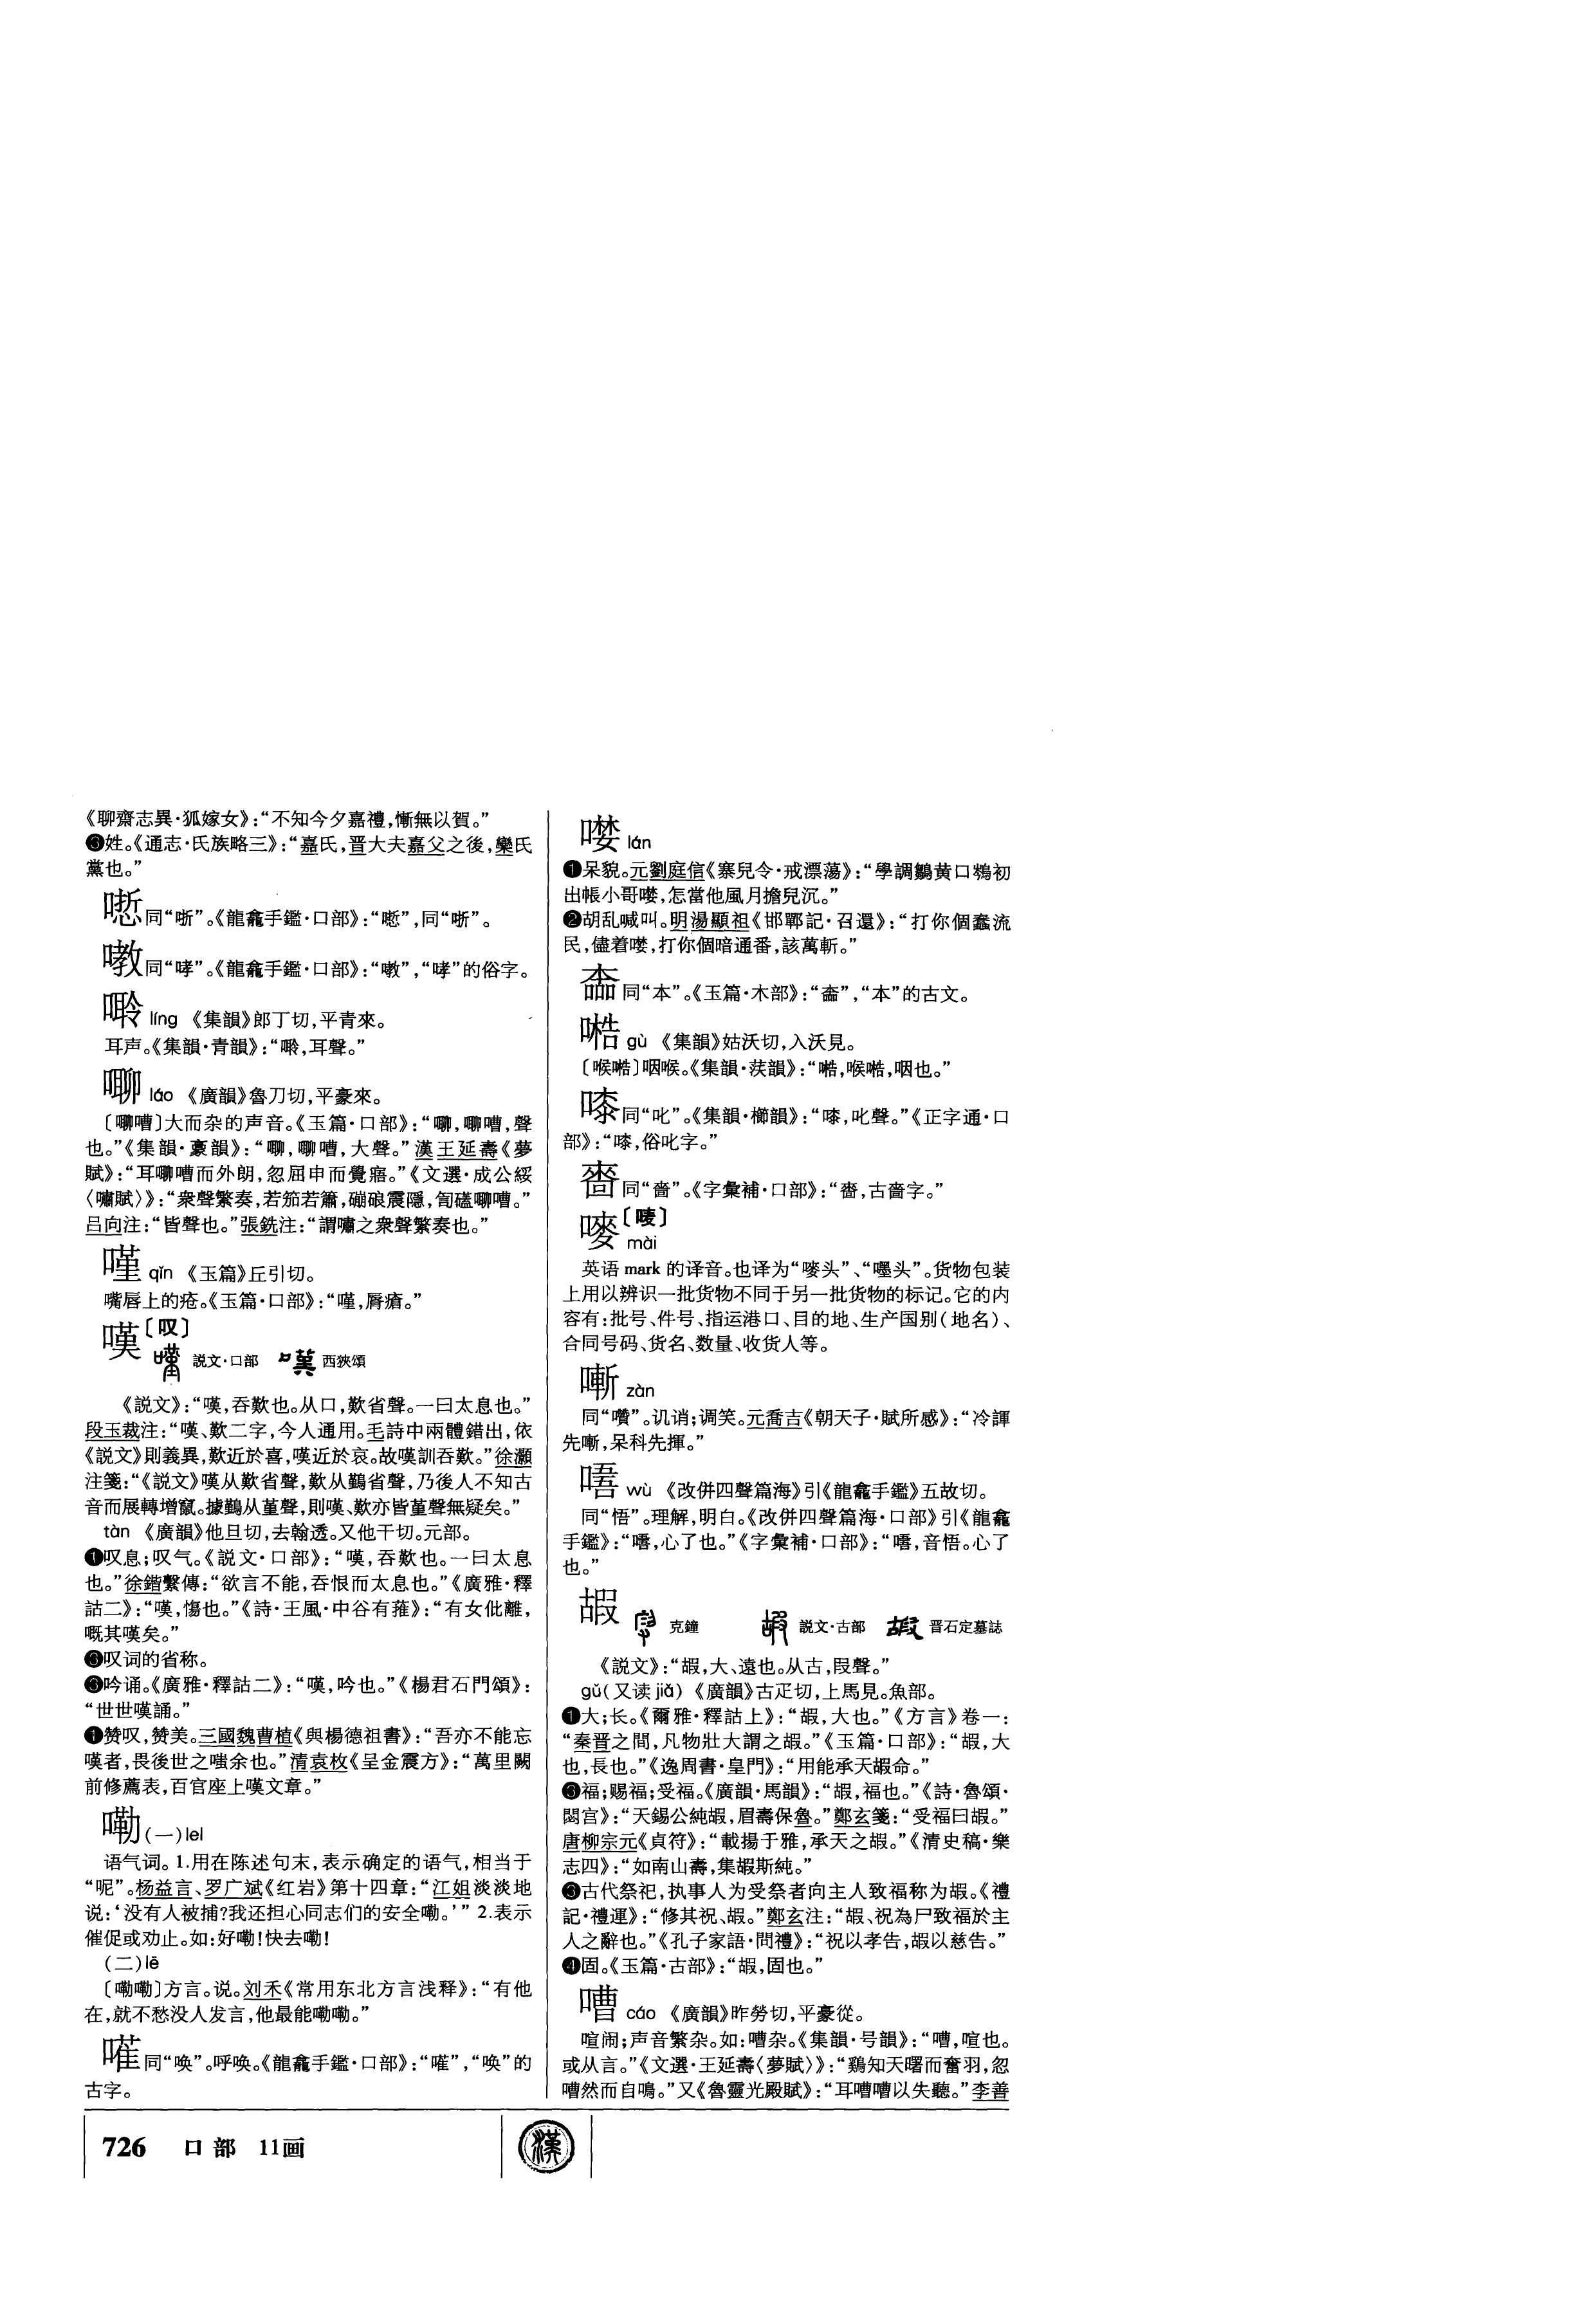 《聊齋志異·狐嫁女》：“不知今夕嘉禮，慚無以賀。”
❸姓。《通志·氏族略三》：“嘉氏，晋大夫嘉父之後，欒氏
黨也。”
同“哳”。《龍龕手鑑·口部》：“”，同“哳”。
同“哮”。《龍龕手鑑·口部》：“”，“哮”的俗字。
líng 《集韻》郎丁切，平青來。
耳声。《集韻·青韻》：“，耳聲。”
嘐 láo 《廣韻》魯刀切，平豪來。
〔嘈〕大而杂的声音。《玉篇·口部》：“，嘈，聲
也。”《集韻·豪韻》：“，嘈，大聲。”漢王延壽《夢
賦》：“耳嘈而外朗，忽屈申而覺寤。”《文選·成公綏
〈嘯賦〉》：“衆聲繁奏，若笳若簫，磞硠震隱，訇礚嘈。”
吕向注：“皆聲也。”張銑注：“謂嘯之衆聲繁奏也。”
qǐn 《玉篇》丘引切。
嘴唇上的疮。《玉篇·口部》：“，脣瘡。”
嘆〔叹〕
説文·口部 西狹頌
《説文》：“嘆，吞歎也。从口，歎省聲。一曰太息也。”
段玉裁注：“嘆、歎二字，今人通用。毛詩中兩體錯出，依
《説文》則義異，歎近於喜，嘆近於哀。故嘆訓吞歎。”徐灝
注箋：“《説文》嘆从歎省聲，歎从鷬省聲，乃後人不知古
音而展轉增竄。據鷬从堇聲，則嘆、歎亦皆堇聲無疑矣。”
tàn 《廣韻》他旦切，去翰透。又他干切。元部。
❶叹息；叹气。《説文·口部》：“嘆，吞歎也。一曰太息
也。”徐鍇繫傳：“欲言不能，吞恨而太息也。”《廣雅·釋
詁二》：“嘆，傷也。”《詩·王風·中谷有蓷》：“有女仳離，
嘅其嘆矣。”
❷叹词的省称。
❸吟诵。《廣雅·釋詁二》：“嘆，吟也。”《楊君石門頌》：
“世世嘆誦。”
❹赞叹，赞美。三國魏曹植《與楊德祖書》：“吾亦不能忘
嘆者，畏後世之嗤余也。”清袁枚《呈金震方》：“萬里闕
前修薦表，百官座上嘆文章。”
嘞（一）lei
语气词。1.用在陈述句末，表示确定的语气，相当于
“呢”。杨益言、罗广斌《红岩》第十四章：“江姐淡淡地
说：‘没有人被捕？我还担心同志们的安全嘞。’”2.表示
催促或劝止。如：好嘞！快去嘞！
（二）lē
〔嘞嘞〕方言。说。刘禾《常用东北方言浅释》：“有他
在，就不愁没人发言，他最能嘞嘞。”
同“唤”。呼唤。《龍龕手鑑·口部》：“”，“唤”的
古字。
lán
❶呆貌。元劉庭信《寨兒令·戒漂蕩》：“學調鶵黄口鵶初
出帳小哥，怎當他風月擔兒沉。”
❷胡乱喊叫。明湯顯祖《邯鄲記·召還》：“打你個蠢流
民，儘着，打你個暗通番，該萬斬。”
同“本”。《玉篇·木部》：“”，“本”的古文。
gù 《集韻》姑沃切，入沃見。
〔喉〕咽喉。《集韻·沃韻》：“，喉，咽也。”
同“叱”。《集韻·櫛韻》：“，叱聲。”《正字通·口
部》：“，俗叱字。”
同“嗇”。《字彙補·口部》：“，古嗇字。”
嘜〔唛〕
mài
英语 mark 的译音。也译为“嘜头”、“嚜头”。货物包装
上用以辨识一批货物不同于另一批货物的标记。它的内
容有：批号、件号、指运港口、目的地、生产国别（地名）、
合同号码、货名、数量、收货人等。
嘶 zàn
同“囋”。讥诮；调笑。元喬吉《朝天子·賦所感》：“冷諢
先，呆科先揮。”
wù 《改併四聲篇海》引《龍龕手鑑》五故切。
同“悟”。理解，明白。《改併四聲篇海·口部》引《龍龕
手鑑》：“，心了也。”《字彙補·口部》：“，音悟。心了
也。”
嘏
克鐘 説文·古部 晋石定墓誌
《説文》：“嘏，大、遠也。从古，叚聲。”
gǔ（又读 jiǎ）《廣韻》古疋切，上馬見。魚部。
❶大；长。《爾雅·釋詁上》：“嘏，大也。”《方言》卷一：
“秦晋之間，凡物壯大謂之嘏。”《玉篇·口部》：“嘏，大
也，長也。”《逸周書·皇門》：“用能承天嘏命。”
❷福；赐福；受福。《廣韻·馬韻》：“嘏，福也。”《詩·魯頌·
閟宫》：“天錫公純嘏，眉壽保魯。”鄭玄箋：“受福曰嘏。”
唐柳宗元《貞符》：“載揚于雅，承天之嘏。”《清史稿·樂
志四》：“如南山壽，集嘏斯純。”
❸古代祭祀，执事人为受祭者向主人致福称为嘏。《禮
記·禮運》：“修其祝、嘏。”鄭玄注：“嘏、祝為尸致福於主
人之辭也。”《孔子家語·問禮》：“祝以孝告，嘏以慈告。”
❹固。《玉篇·古部》：“嘏，固也。”
嘈 cáo 《廣韻》昨勞切，平豪從。
喧闹；声音繁杂。如：嘈杂。《集韻·号韻》：“嘈，喧也。
或从言。”《文選·王延壽〈夢賦〉》：“鷄知天曙而奮羽，忽
嘈然而自鳴。”又《魯靈光殿賦》：“耳嘈嘈以失聽。”李善
726 口部 11画
漢